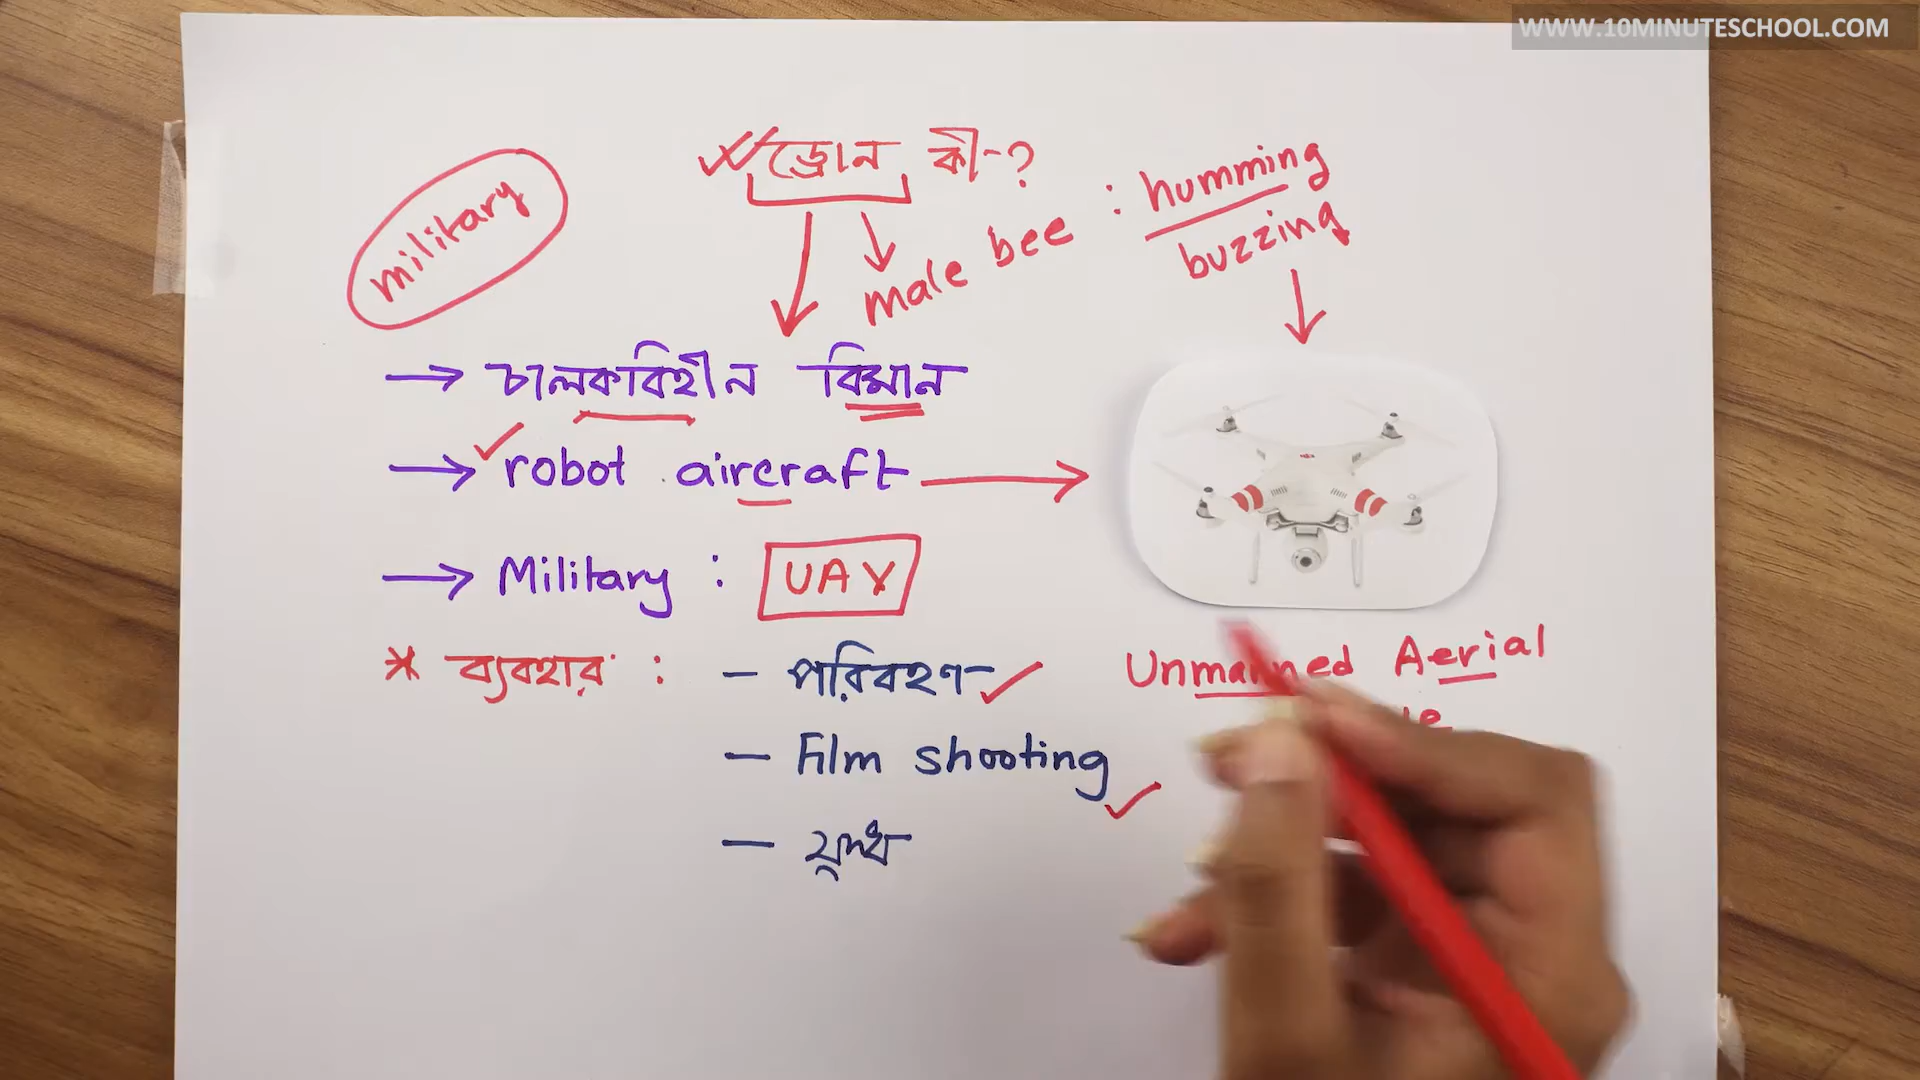 WWW.10MINUTESCHOOL.COM
ড্রোন কী-?
military
male bee : humming
buzzing
→ চালকবিহীন বিমান
→ robot aircraft →
→ Military : UAV
* ব্যবহার : - পরিবহণ
Unmanned Aerial
- Film shooting
- যুদ্ধ